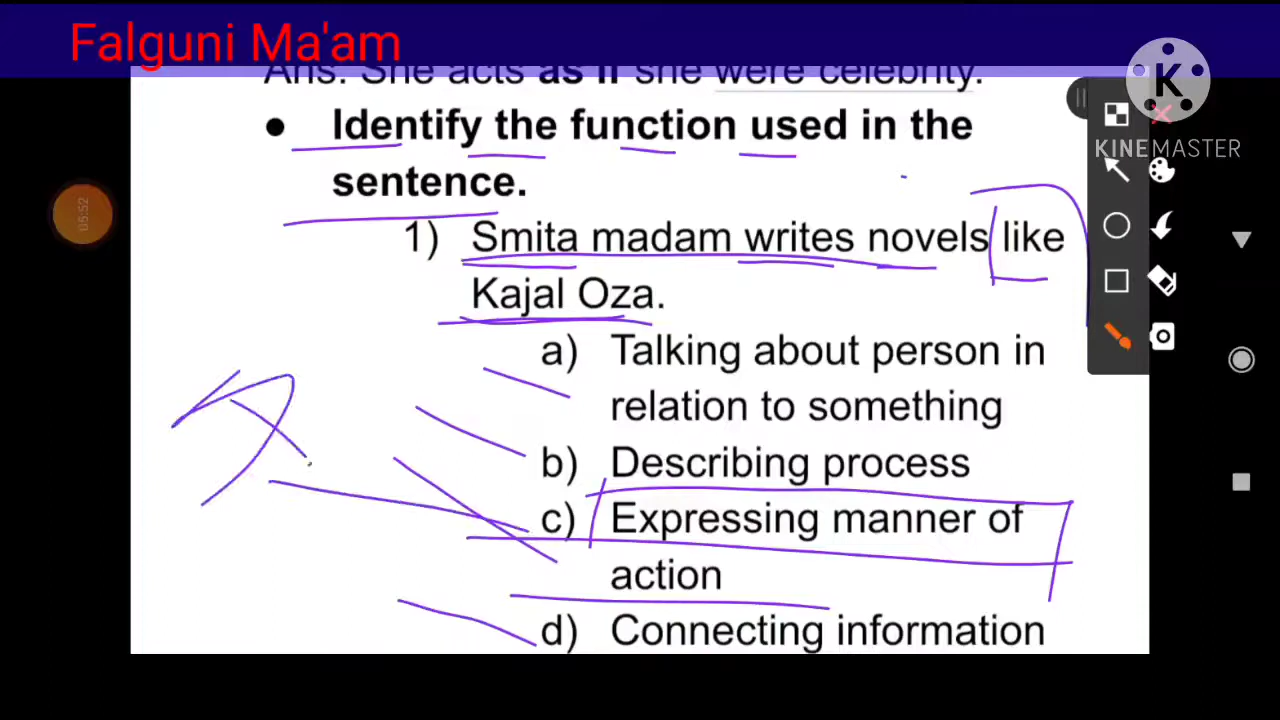 Falguni Ma'am
Ans. She acts as if she were celebrity.
● Identify the function used in the
sentence.
1) Smita madam writes novels like
Kajal Oza.
a) Talking about person in
relation to something
b) Describing process
c) Expressing manner of
action
d) Connecting information
K
KINEMASTER
05:52